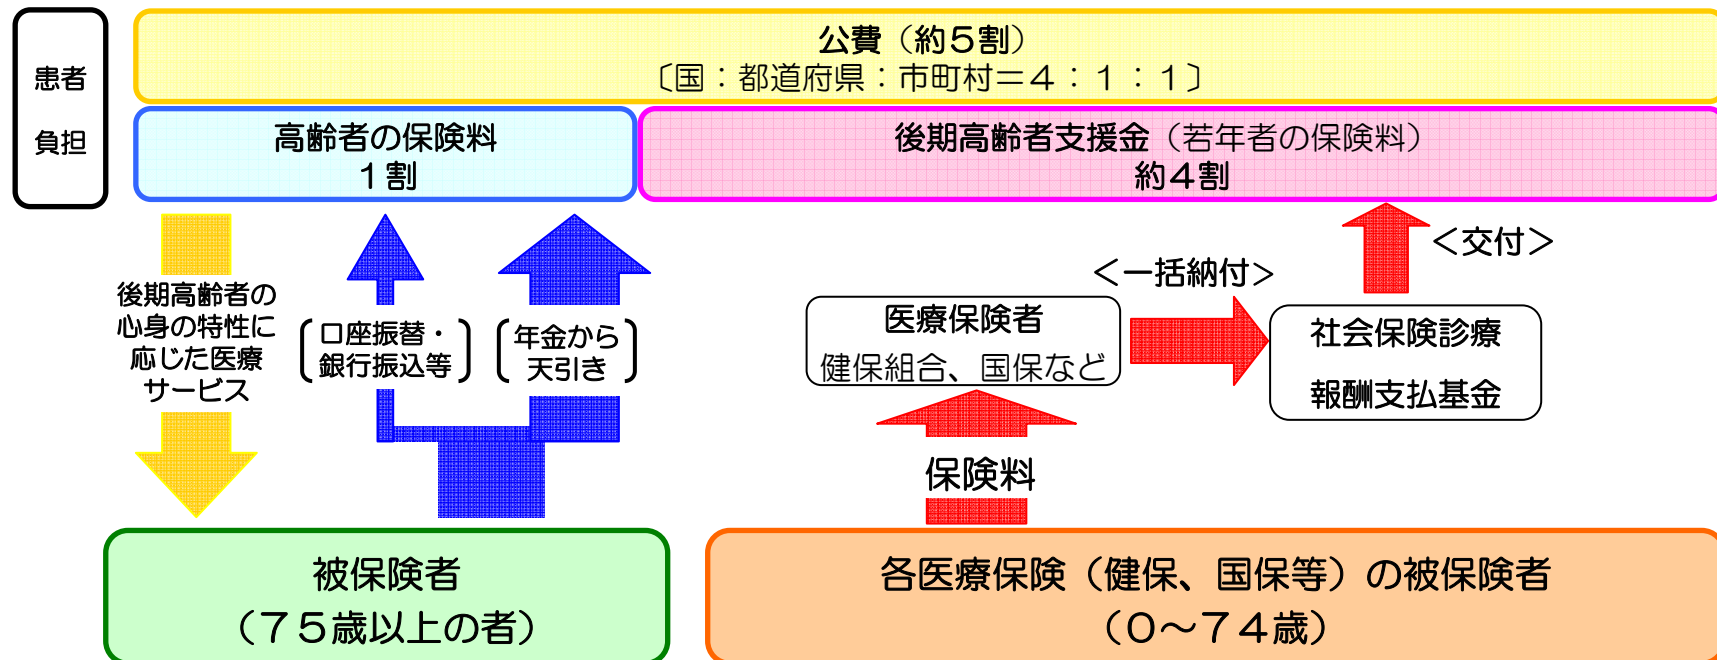 患者
負担
公費（約５割）
〔国：都道府県：市町村＝４：１：１〕
高齢者の保険料
１割
後期高齢者支援金（若年者の保険料）
約４割
後期高齢者の
心身の特性に
応じた医療
サービス
口座振替・
銀行振込等
年金から
天引き
＜交付＞
＜一括納付＞
医療保険者
健保組合、国保など
社会保険診療
報酬支払基金
保険料
被保険者
（７５歳以上の者）
各医療保険（健保、国保等）の被保険者
（０～７４歳）